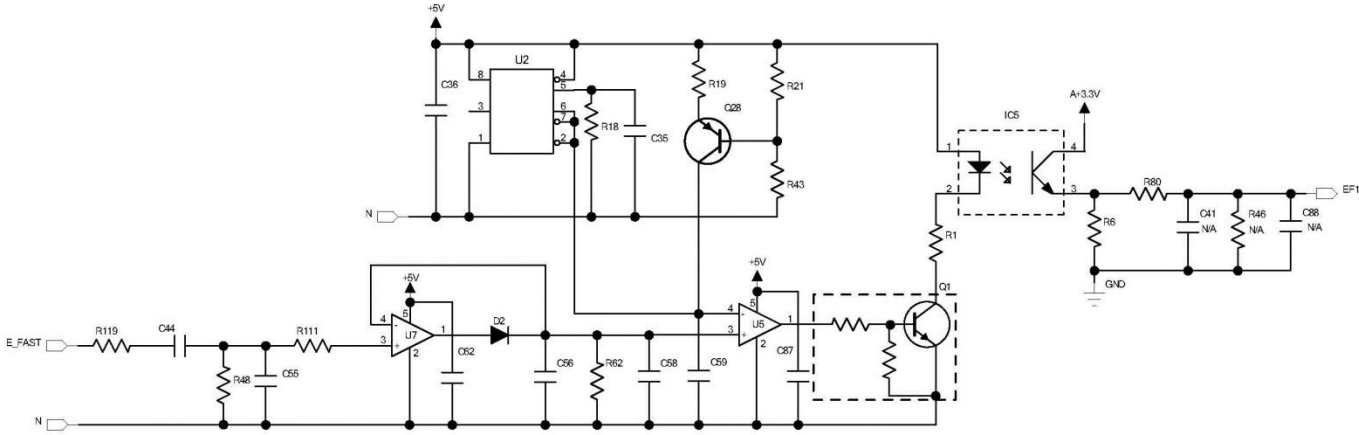 +5V
U2
C36
8
3
1
4
5
6
7
2
R18
C35
R19
Q28
R21
R43
N
IC5
A+3.3V
1
2
4
3
R80
EF1
R6
C41
N/A
R46
N/A
C88
N/A
GND
R1
Q1
+5V
5
4
-
3
+
U7
1
2
D2
C62
C56
R62
C58
C59
+5V
5
4
-
3
+
U5
1
2
C87
E_FAST
R119
C44
R111
R48
C55
N